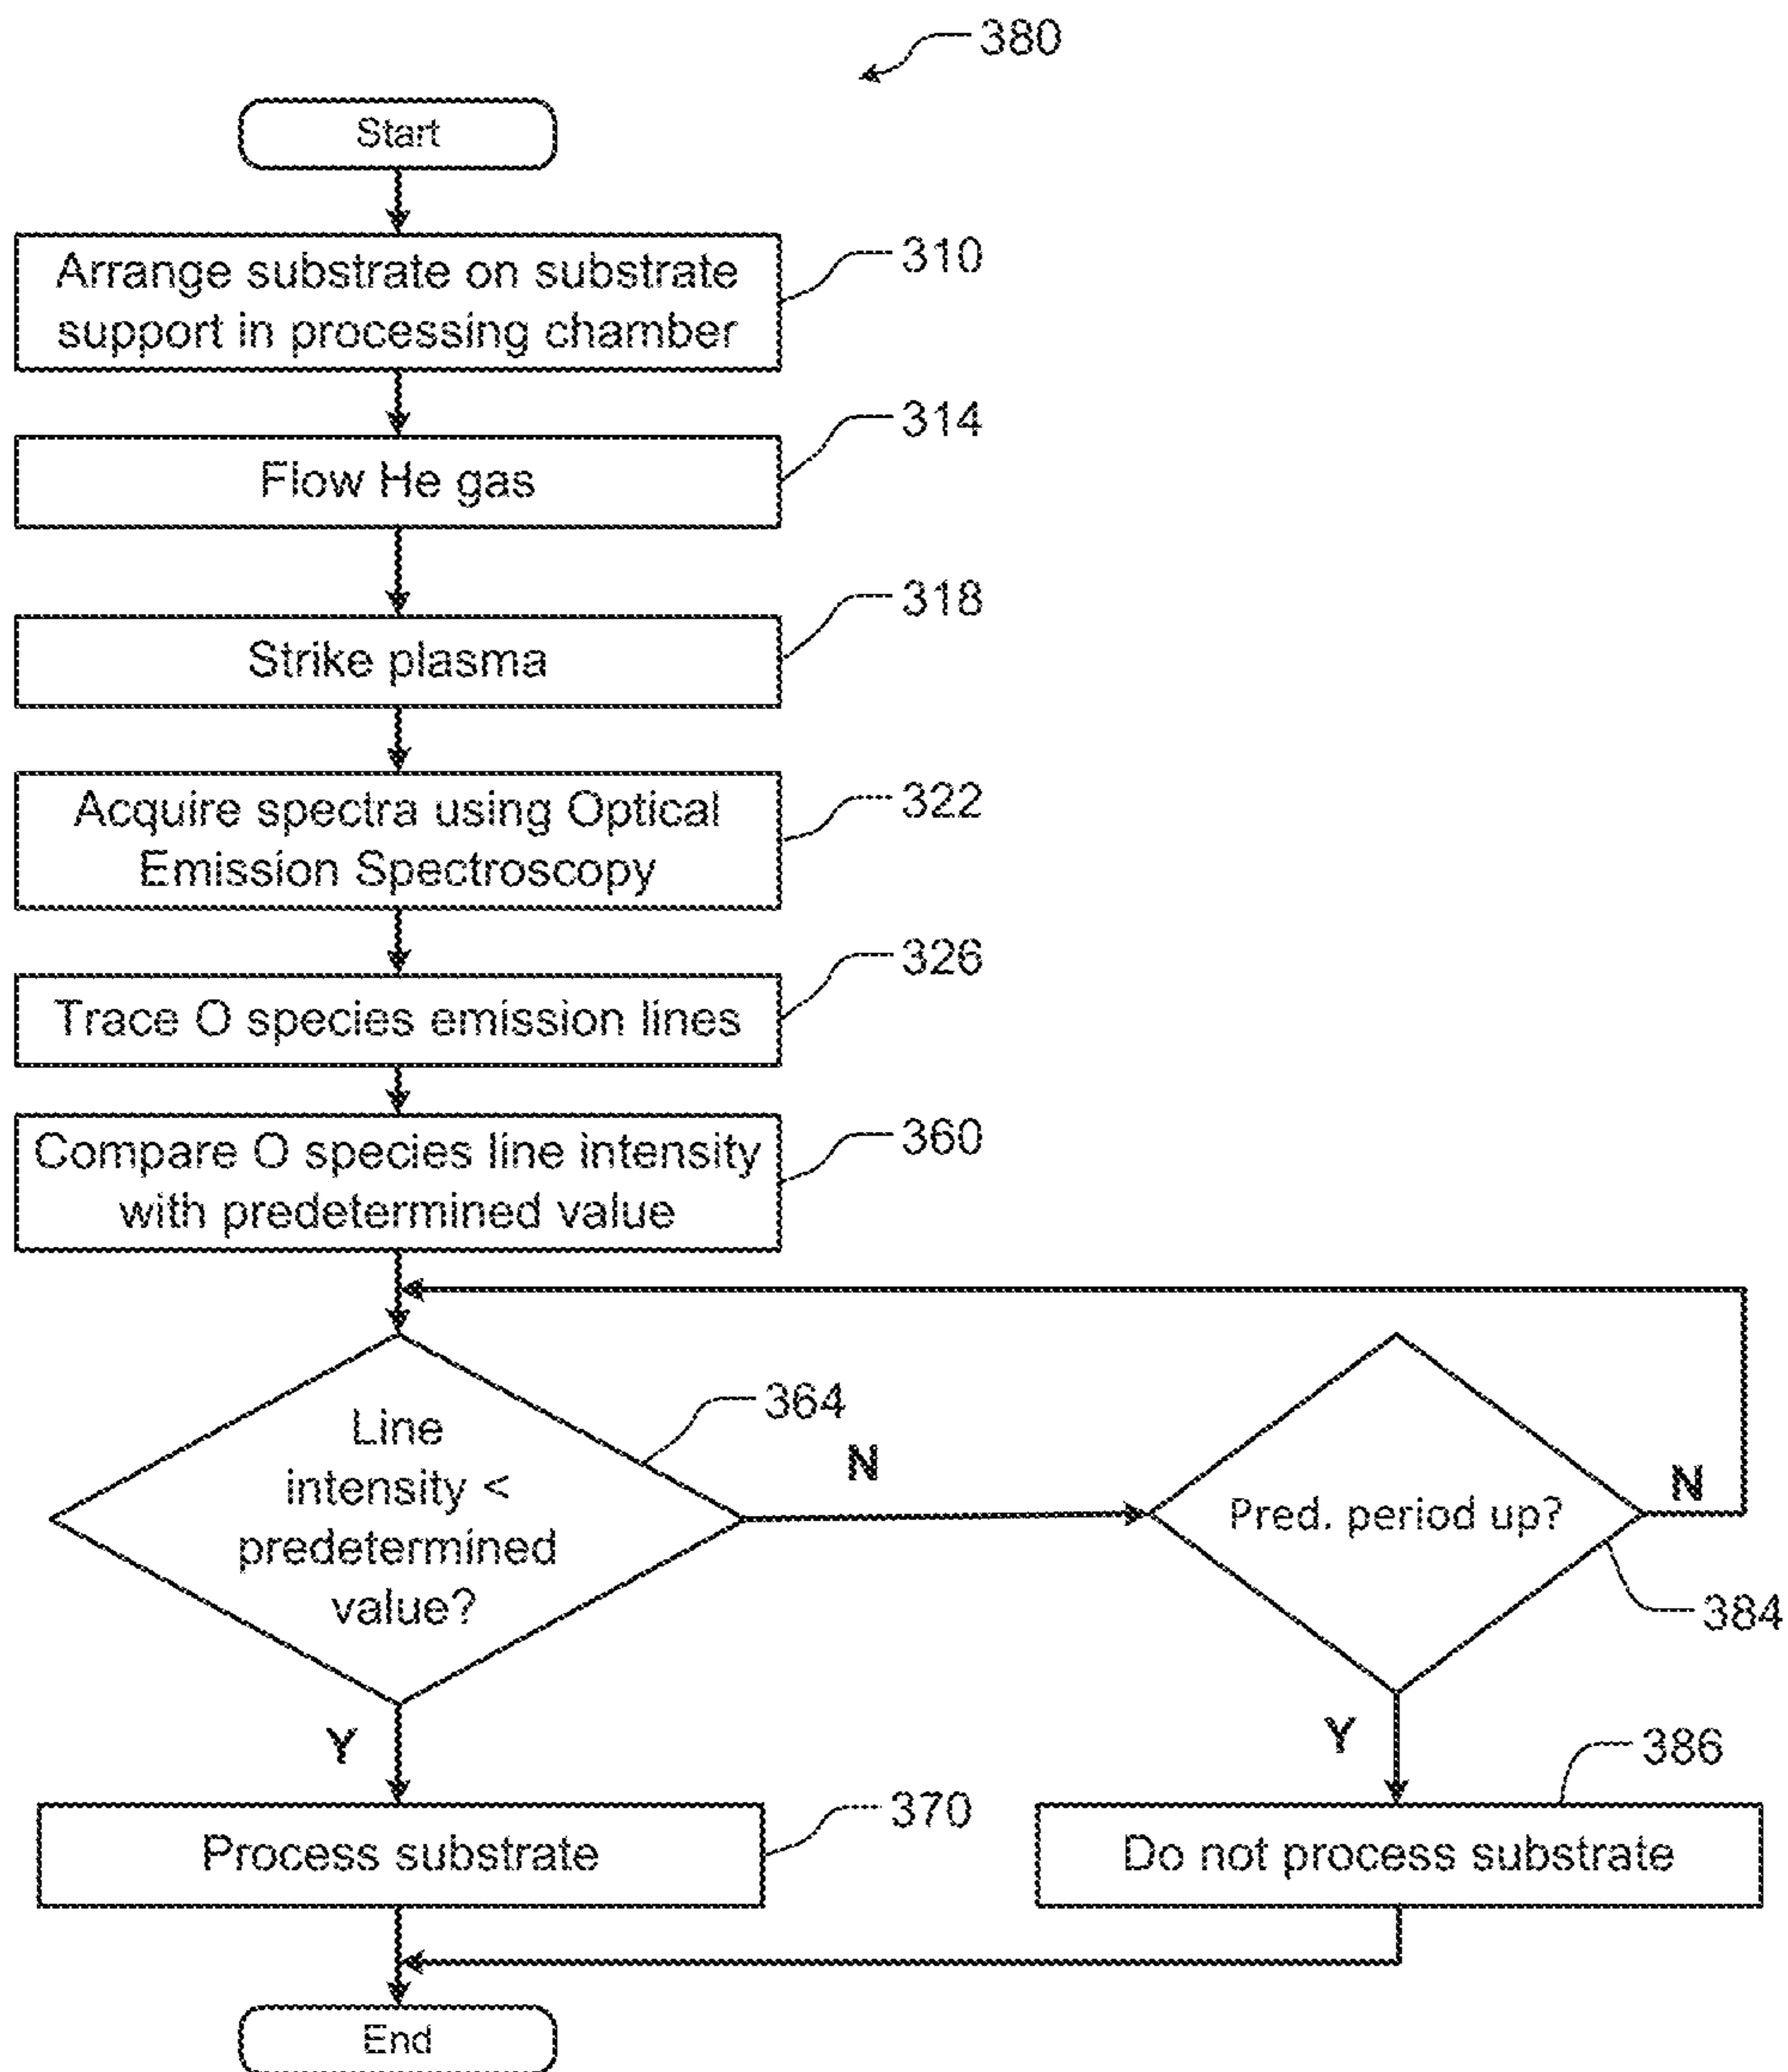 380
Start
Arrange substrate on substrate
support in processing chamber
310
Flow He gas
314
Strike plasma
318
Acquire spectra using Optical
Emission Spectroscopy
322
Trace O species emission lines
326
Compare O species line intensity
with predetermined value
360
Line
intensity <
predetermined
value?
364
N
Pred. period up?
N
384
Y
Y
Process substrate
370
Do not process substrate
386
End